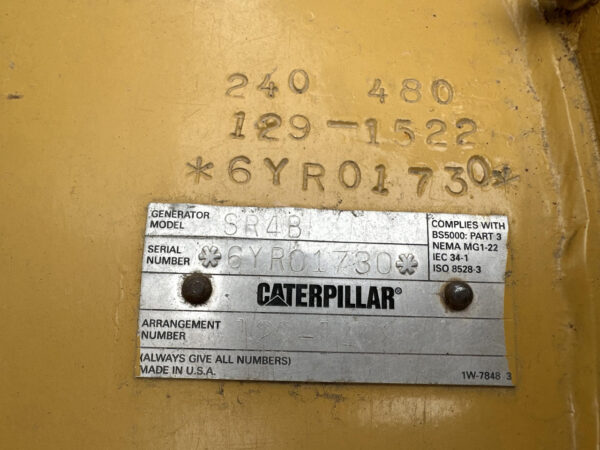 240 480
129-1522
*6YR01730*
GENERATOR MODEL SR4B
SERIAL NUMBER *6YR01730*
COMPLIES WITH
BS5000: PART 3
NEMA MG1-22
IEC 34-1
ISO 8528-3
CATERPILLAR®
ARRANGEMENT NUMBER
(ALWAYS GIVE ALL NUMBERS)
MADE IN U.S.A.
1W-7848 3